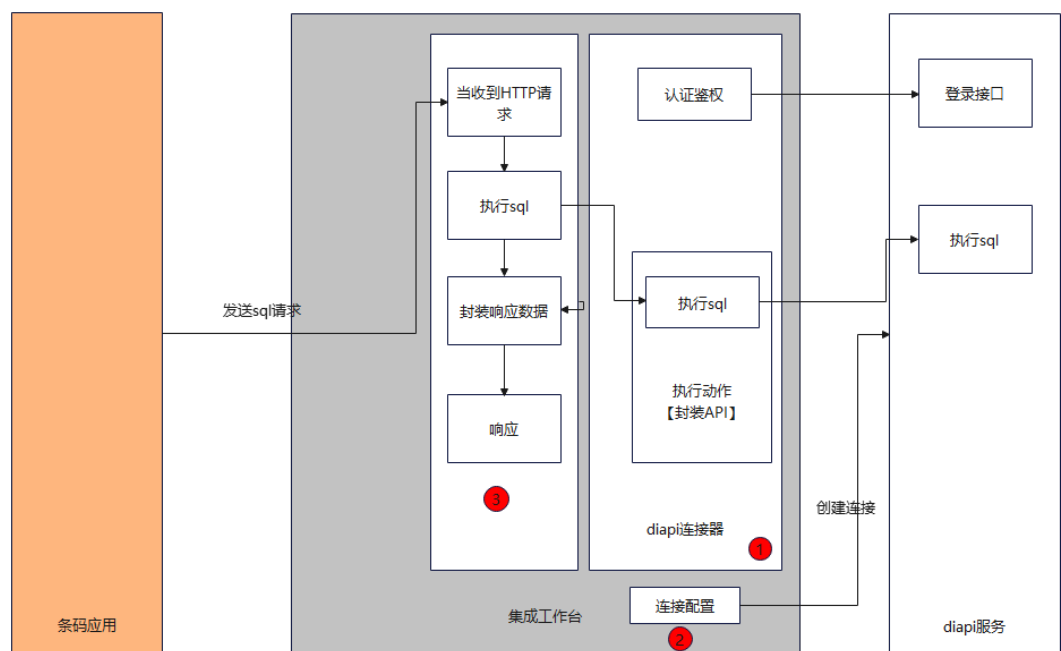 当收到HTTP请
求
认证鉴权
登录接口
执行sql
执行sql
发送sql请求
封装响应数据
执行sql
执行动作
【封装API】
响应
3
创建连接
diapi连接器
1
连接配置
集成工作台
2
条码应用
diapi服务